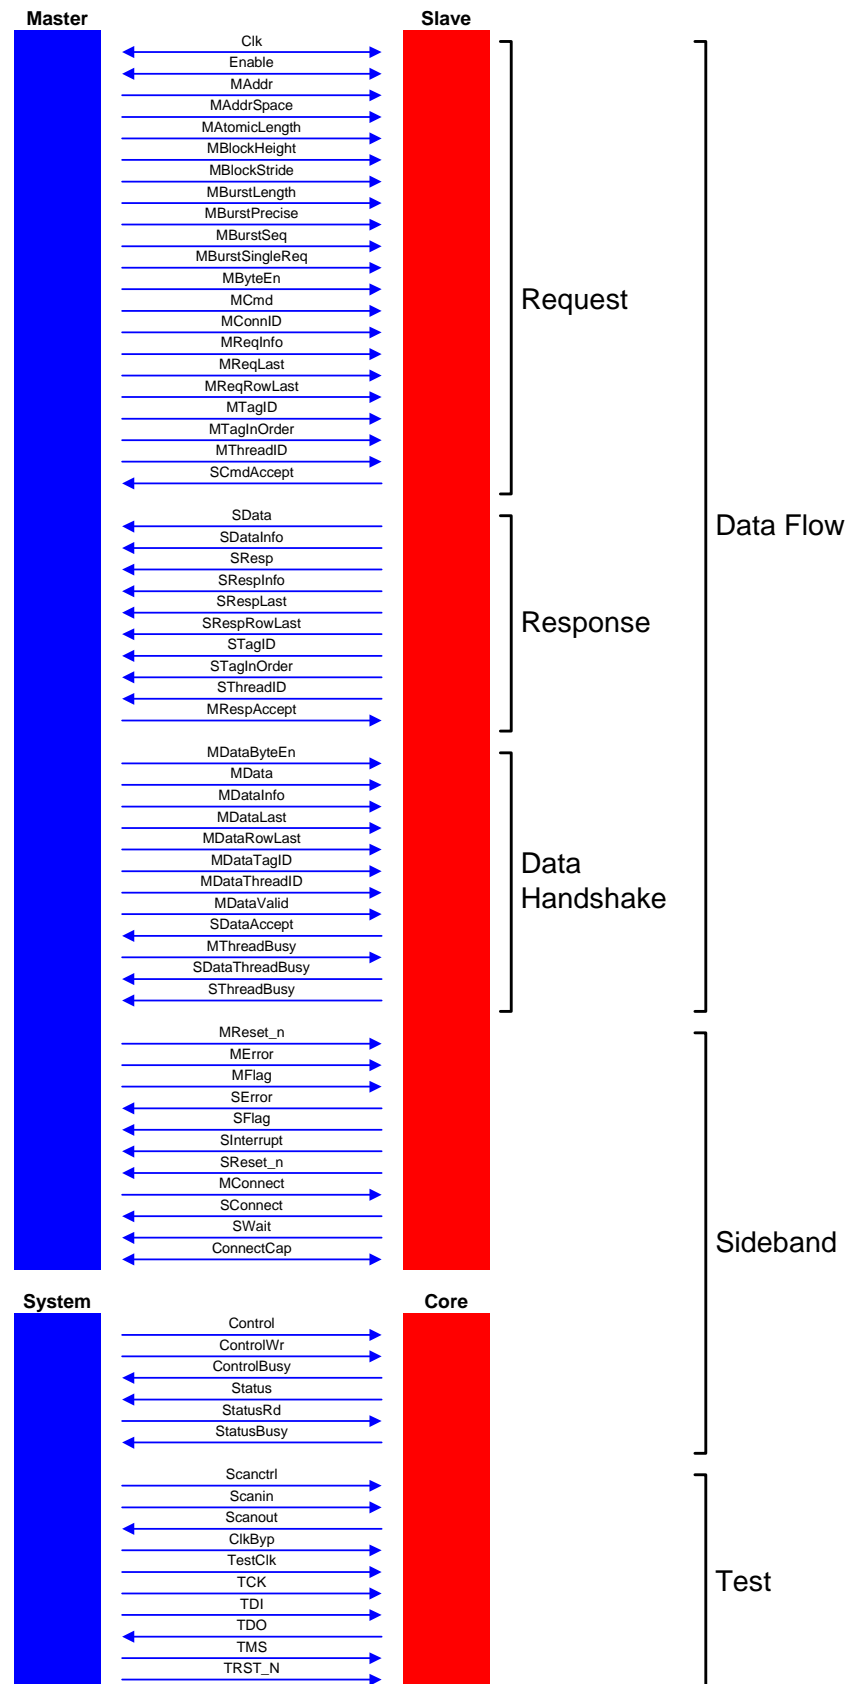 Master Slave
Clk
Enable
MAddr
MAddrSpace
MAtomicLength
MBlockHeight
MBlockStride
MBurstLength
MBurstPrecise
MBurstSeq
MBurstSingleReq
MByteEn
MCmd
MConnID
MReqInfo
MReqLast
MReqRowLast
MTagID
MTagInOrder
MThreadID
SCmdAccept
Request
SData
SDataInfo
SResp
SRespInfo
SRespLast
SRespRowLast
STagID
STagInOrder
SThreadID
MRespAccept
Response
MDataByteEn
MData
MDataInfo
MDataLast
MDataRowLast
MDataTagID
MDataThreadID
MDataValid
SDataAccept
MThreadBusy
SDataThreadBusy
SThreadBusy
Data
Handshake
Data Flow
MReset_n
MError
MFlag
SError
SFlag
SInterrupt
SReset_n
MConnect
SConnect
SWait
ConnectCap
System Core
Control
ControlWr
ControlBusy
Status
StatusRd
StatusBusy
Sideband
Scanctrl
Scanin
Scanout
ClkByp
TestClk
TCK
TDI
TDO
TMS
TRST_N
Test